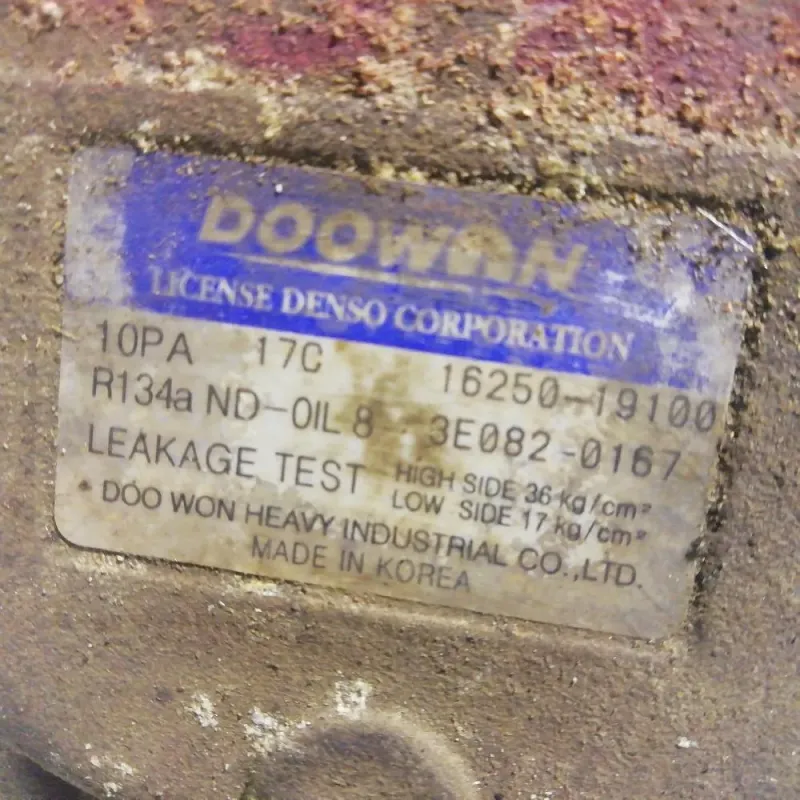 DOOWON
LICENSE DENSO CORPORATION
10PA 17C 16250-19100
R134a ND-OIL 8 3E082-0167
LEAKAGE TEST HIGH SIDE 36 kg/cm²
LOW SIDE 17 kg/cm²
DOO WON HEAVY INDUSTRIAL CO.,LTD.
MADE IN KOREA